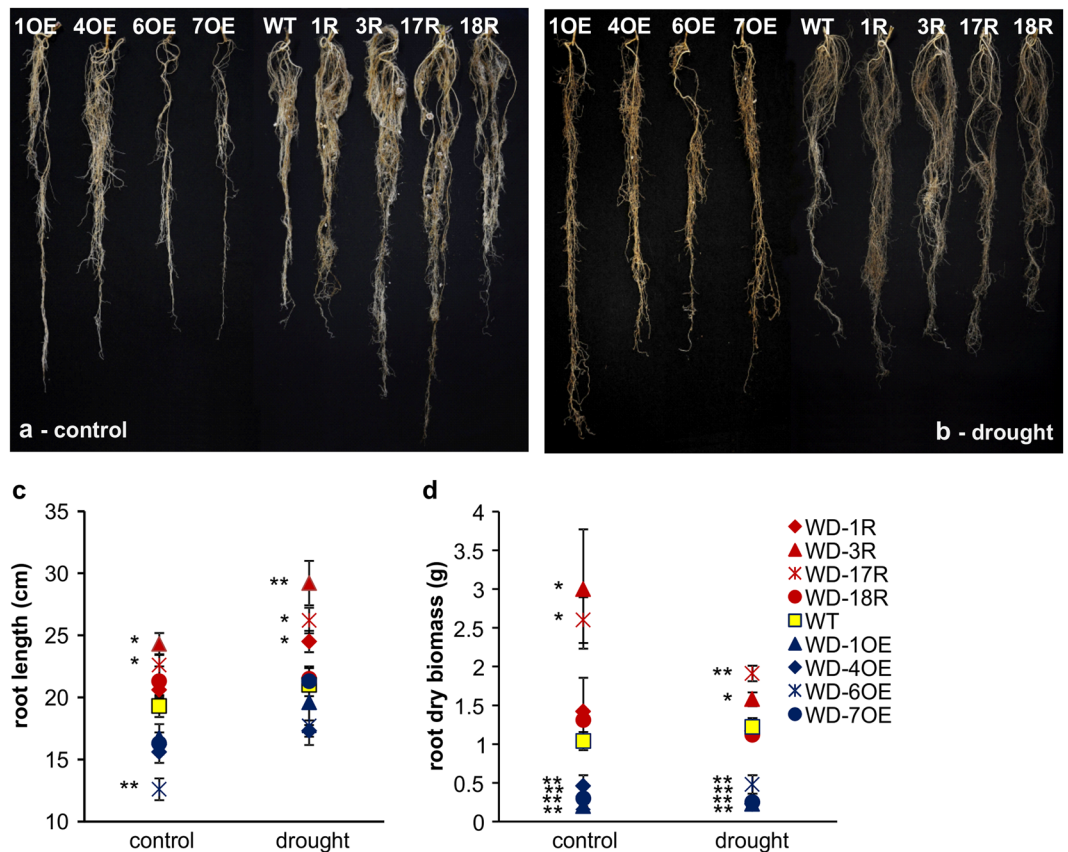 1OE 4OE 6OE 7OE WT 1R 3R 17R 18R
a - control
1OE 4OE 6OE 7OE WT 1R 3R 17R 18R
b - drought
c
root length (cm)
35
30
25
20
15
10
**
*
*
*
*
**
control drought
d
root dry biomass (g)
4
3.5
3
2.5
2
1.5
1
0.5
0
*
*
**
**
**
**
**
*
**
**
**
**
control drought
WD-1R
WD-3R
WD-17R
WD-18R
WT
WD-1OE
WD-4OE
WD-6OE
WD-7OE